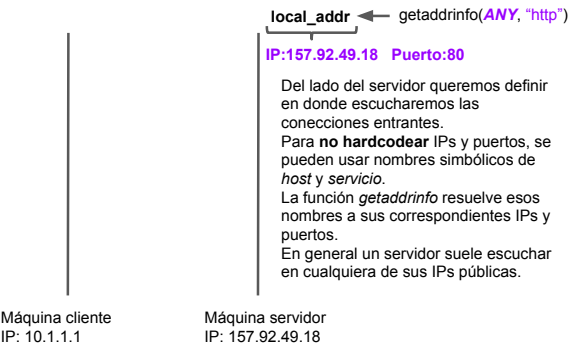 local_addr getaddrinfo(ANY, “http”)
IP:157.92.49.18 Puerto:80
Del lado del servidor queremos definir
en donde escucharemos las
conecciones entrantes.
Para no hardcodear IPs y puertos, se
pueden usar nombres simbólicos de
host y servicio.
La función getaddrinfo resuelve esos
nombres a sus correspondientes IPs y
puertos.
En general un servidor suele escuchar
en cualquiera de sus IPs públicas.
Máquina cliente
IP: 10.1.1.1
Máquina servidor
IP: 157.92.49.18